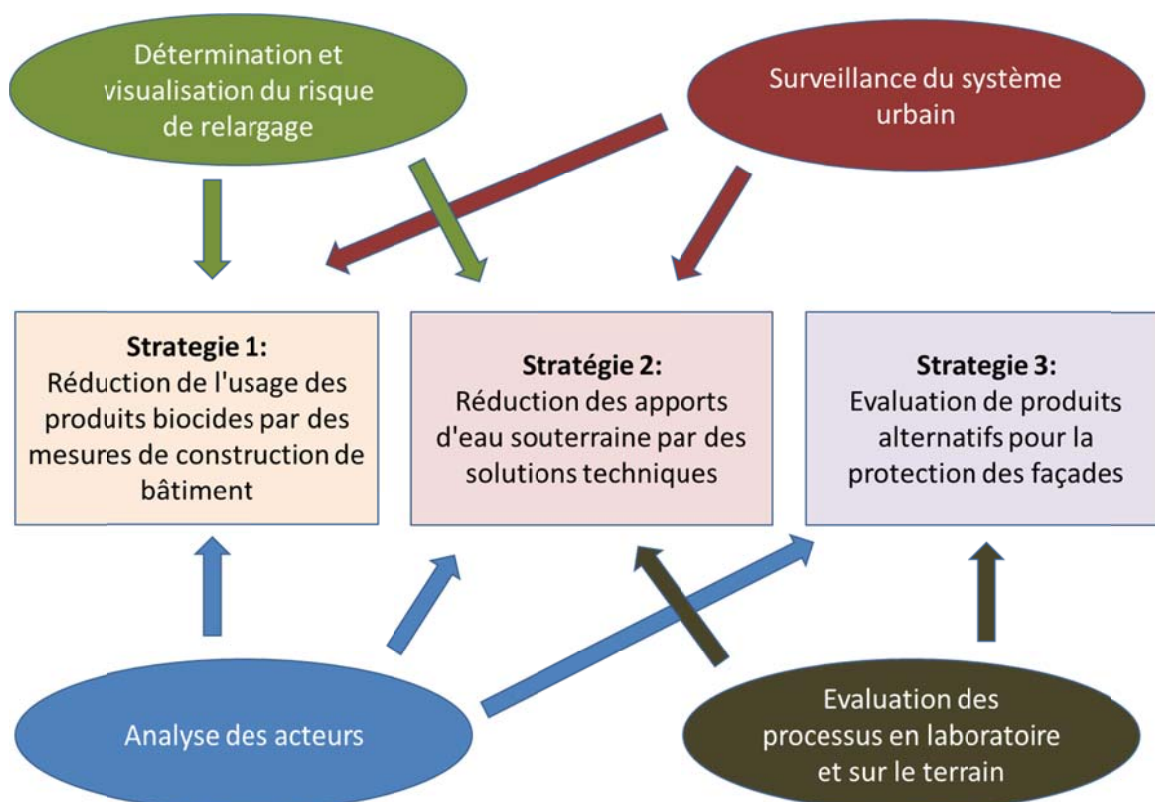 Détermination et
visualisation du risque
de relargage
Surveillance du système
urbain
Strategie 1:
Réduction de l'usage des
produits biocides par des
mesures de construction de
bâtiment
Stratégie 2:
Réduction des apports
d'eau souterraine par des
solutions techniques
Stratégie 3:
Evaluation de produits
alternatifs pour la
protection des façades
Analyse des acteurs
Evaluation des
processus en laboratoire
et sur le terrain